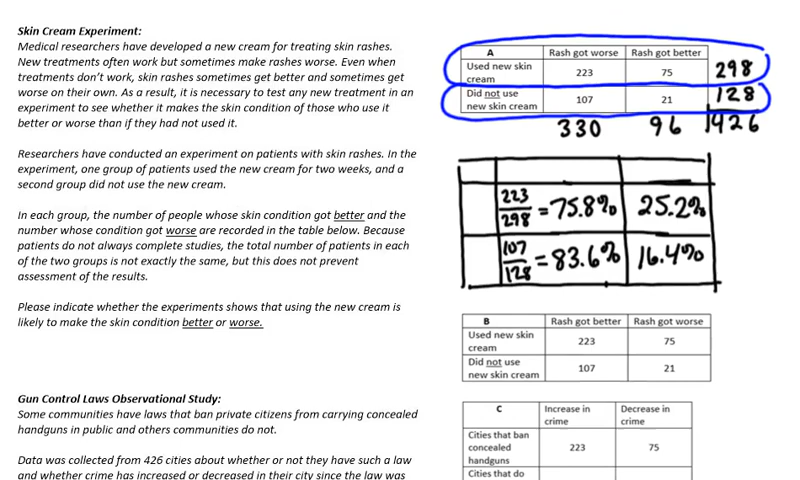 Skin Cream Experiment:
Medical researchers have developed a new cream for treating skin rashes.
New treatments often work but sometimes make rashes worse. Even when
treatments don't work, skin rashes sometimes get better and sometimes get
worse on their own. As a result, it is necessary to test any new treatment in an
experiment to see whether it makes the skin condition of those who use it
better or worse than if they had not used it.
Researchers have conducted an experiment on patients with skin rashes. In the
experiment, one group of patients used the new cream for two weeks, and a
second group did not use the new cream.
In each group, the number of people whose skin condition got better and the
number whose condition got worse are recorded in the table below. Because
patients do not always complete studies, the total number of patients in each
of the two groups is not exactly the same, but this does not prevent
assessment of the results.
Please indicate whether the experiments shows that using the new cream is
likely to make the skin condition better or worse.
Gun Control Laws Observational Study:
Some communities have laws that ban private citizens from carrying concealed
handguns in public and others communities do not.
Data was collected from 426 cities about whether or not they have such a law
and whether crime has increased or decreased in their city since the law was
A Rash got worse Rash got better
Used new skin
cream 223 75 298
Did not use
new skin cream 107 21 128
330 96 426
223/298 = 75.8% 25.2%
107/128 = 83.6% 16.4%
B Rash got better Rash got worse
Used new skin
cream 223 75
Did not use
new skin cream 107 21
C Increase in
crime Decrease in
crime
Cities that ban
concealed
handguns 223 75
Cities that do